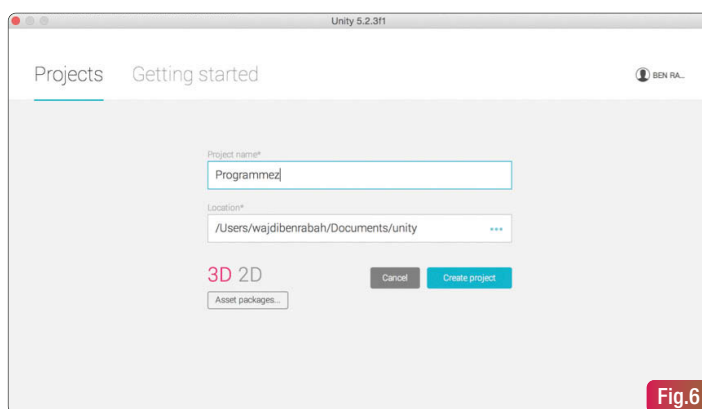 Unity 5.2.3f1
Projects Getting started BEN RA...
Project name*
Programmez
Location*
/Users/wajdibenrabah/Documents/unity ...
3D 2D Cancel Create project
Asset packages...
Fig.6